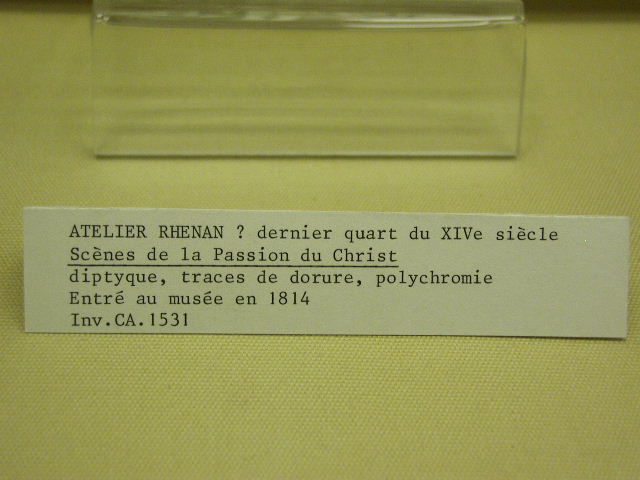 ATELIER RHENAN ? dernier quart du XIVe siècle
Scènes de la Passion du Christ
diptyque, traces de dorure, polychromie
Entré au musée en 1814
Inv.CA.1531